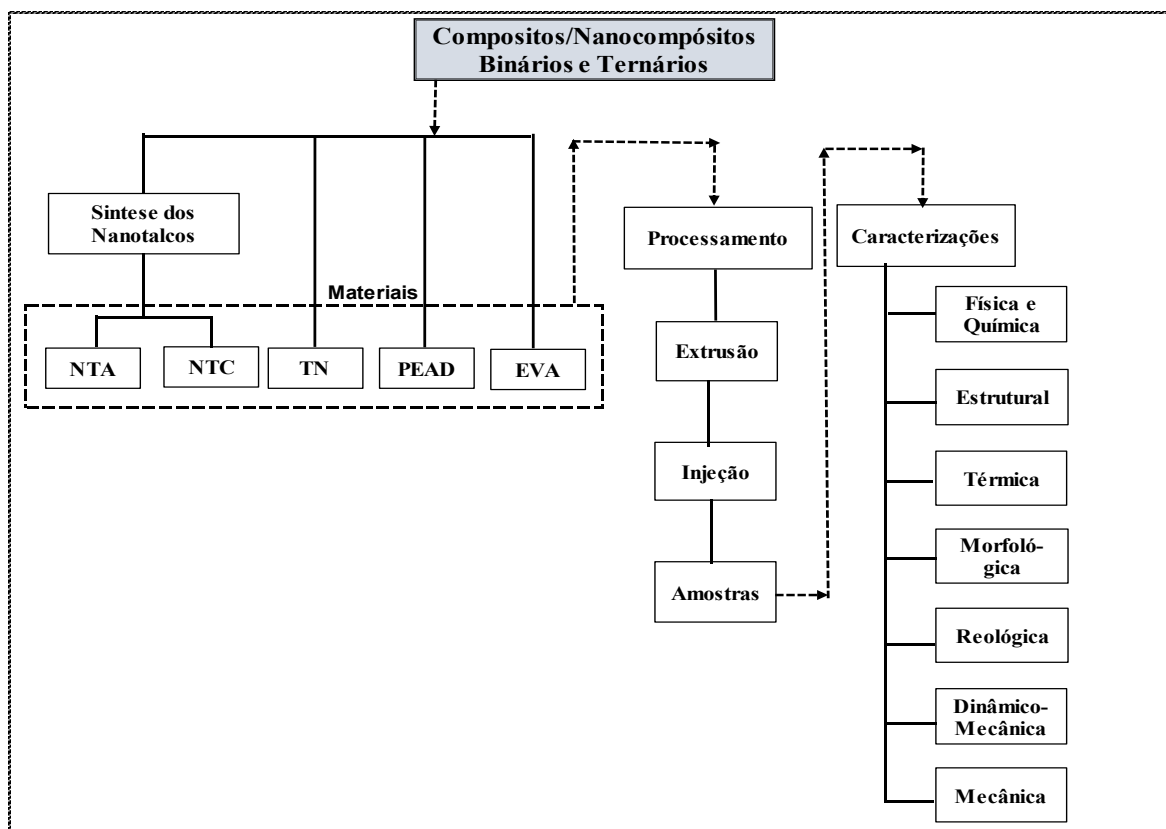 Compositos/Nanocompósitos
Binários e Ternários
Sintese dos
Nanotalcos
Materiais
NTA
NTC
TN
PEAD
EVA
Processamento
Extrusão
Injeção
Amostras
Caracterizações
Física e
Química
Estrutural
Térmica
Morfoló-
gica
Reológica
Dinâmico-
Mecânica
Mecânica